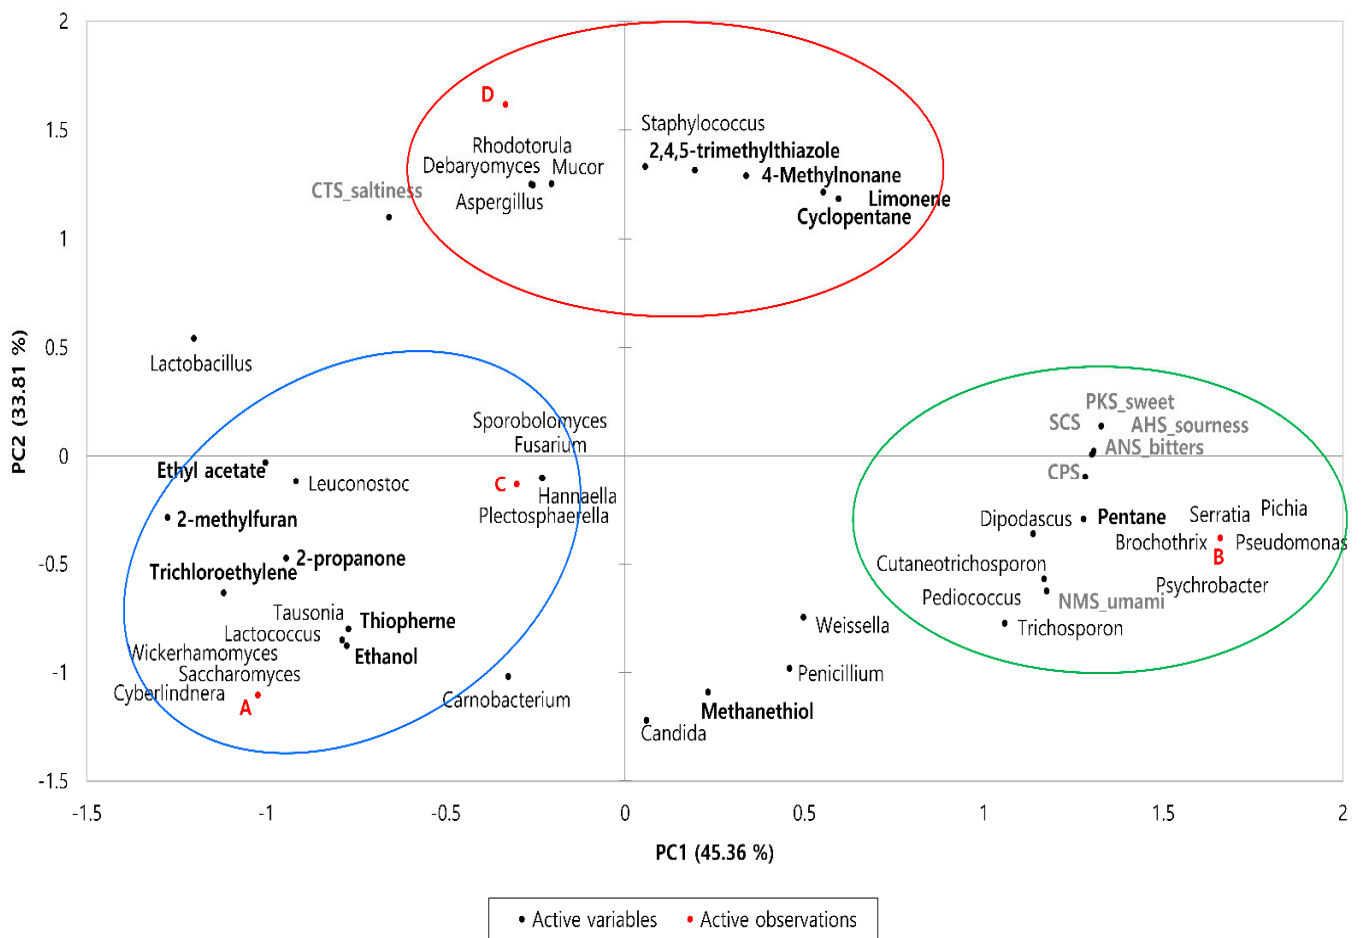 2
D
Staphylococcus
1.5
Rhodotorula
2,4,5-trimethylthiazole
Debaryomyces
Mucor
4-Methylnonane
CTS_saltiness
Aspergillus
Limonene
Cyclopentane
1
0.5
Lactobacillus
PKS_sweet
Sporobolomyces
SCS
AHS_sourness
Fusarium
ANS_bitters
0
Ethyl acetate
CPS
Leuconostoc
C
Hannaella
Plectosphaerella
2-methylfuran
Dipodascus
Pentane
Serratia
Pichia
-0.5
Brochothrix
Pseudomonas
B
2-propanone
Cutaneotrichosporon
Trichloroethylene
Psychrobacter
Pediococcus
NMS_umami
Tausonia
Thiopherne
Weissella
Trichosporon
Lactococcus
Wickerhamomyces
Ethanol
-1
Saccharomyces
Penicillium
Cyberlindnera
A
Carnobacterium
Methanethiol
Candida
-1.5
-1.5
-1
-0.5
0
0.5
1
1.5
2
PC2 (33.81 %)
PC1 (45.36 %)
Active variables
Active observations